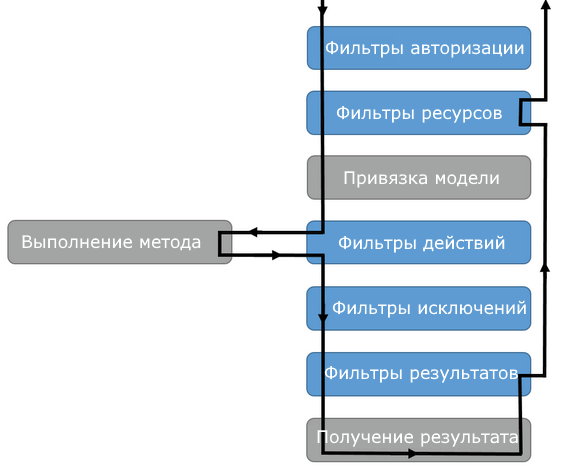 Фильтры авторизации
Фильтры ресурсов
Привязка модели
Выполнение метода
Фильтры действий
Фильтры исключений
Фильтры результатов
Получение результата